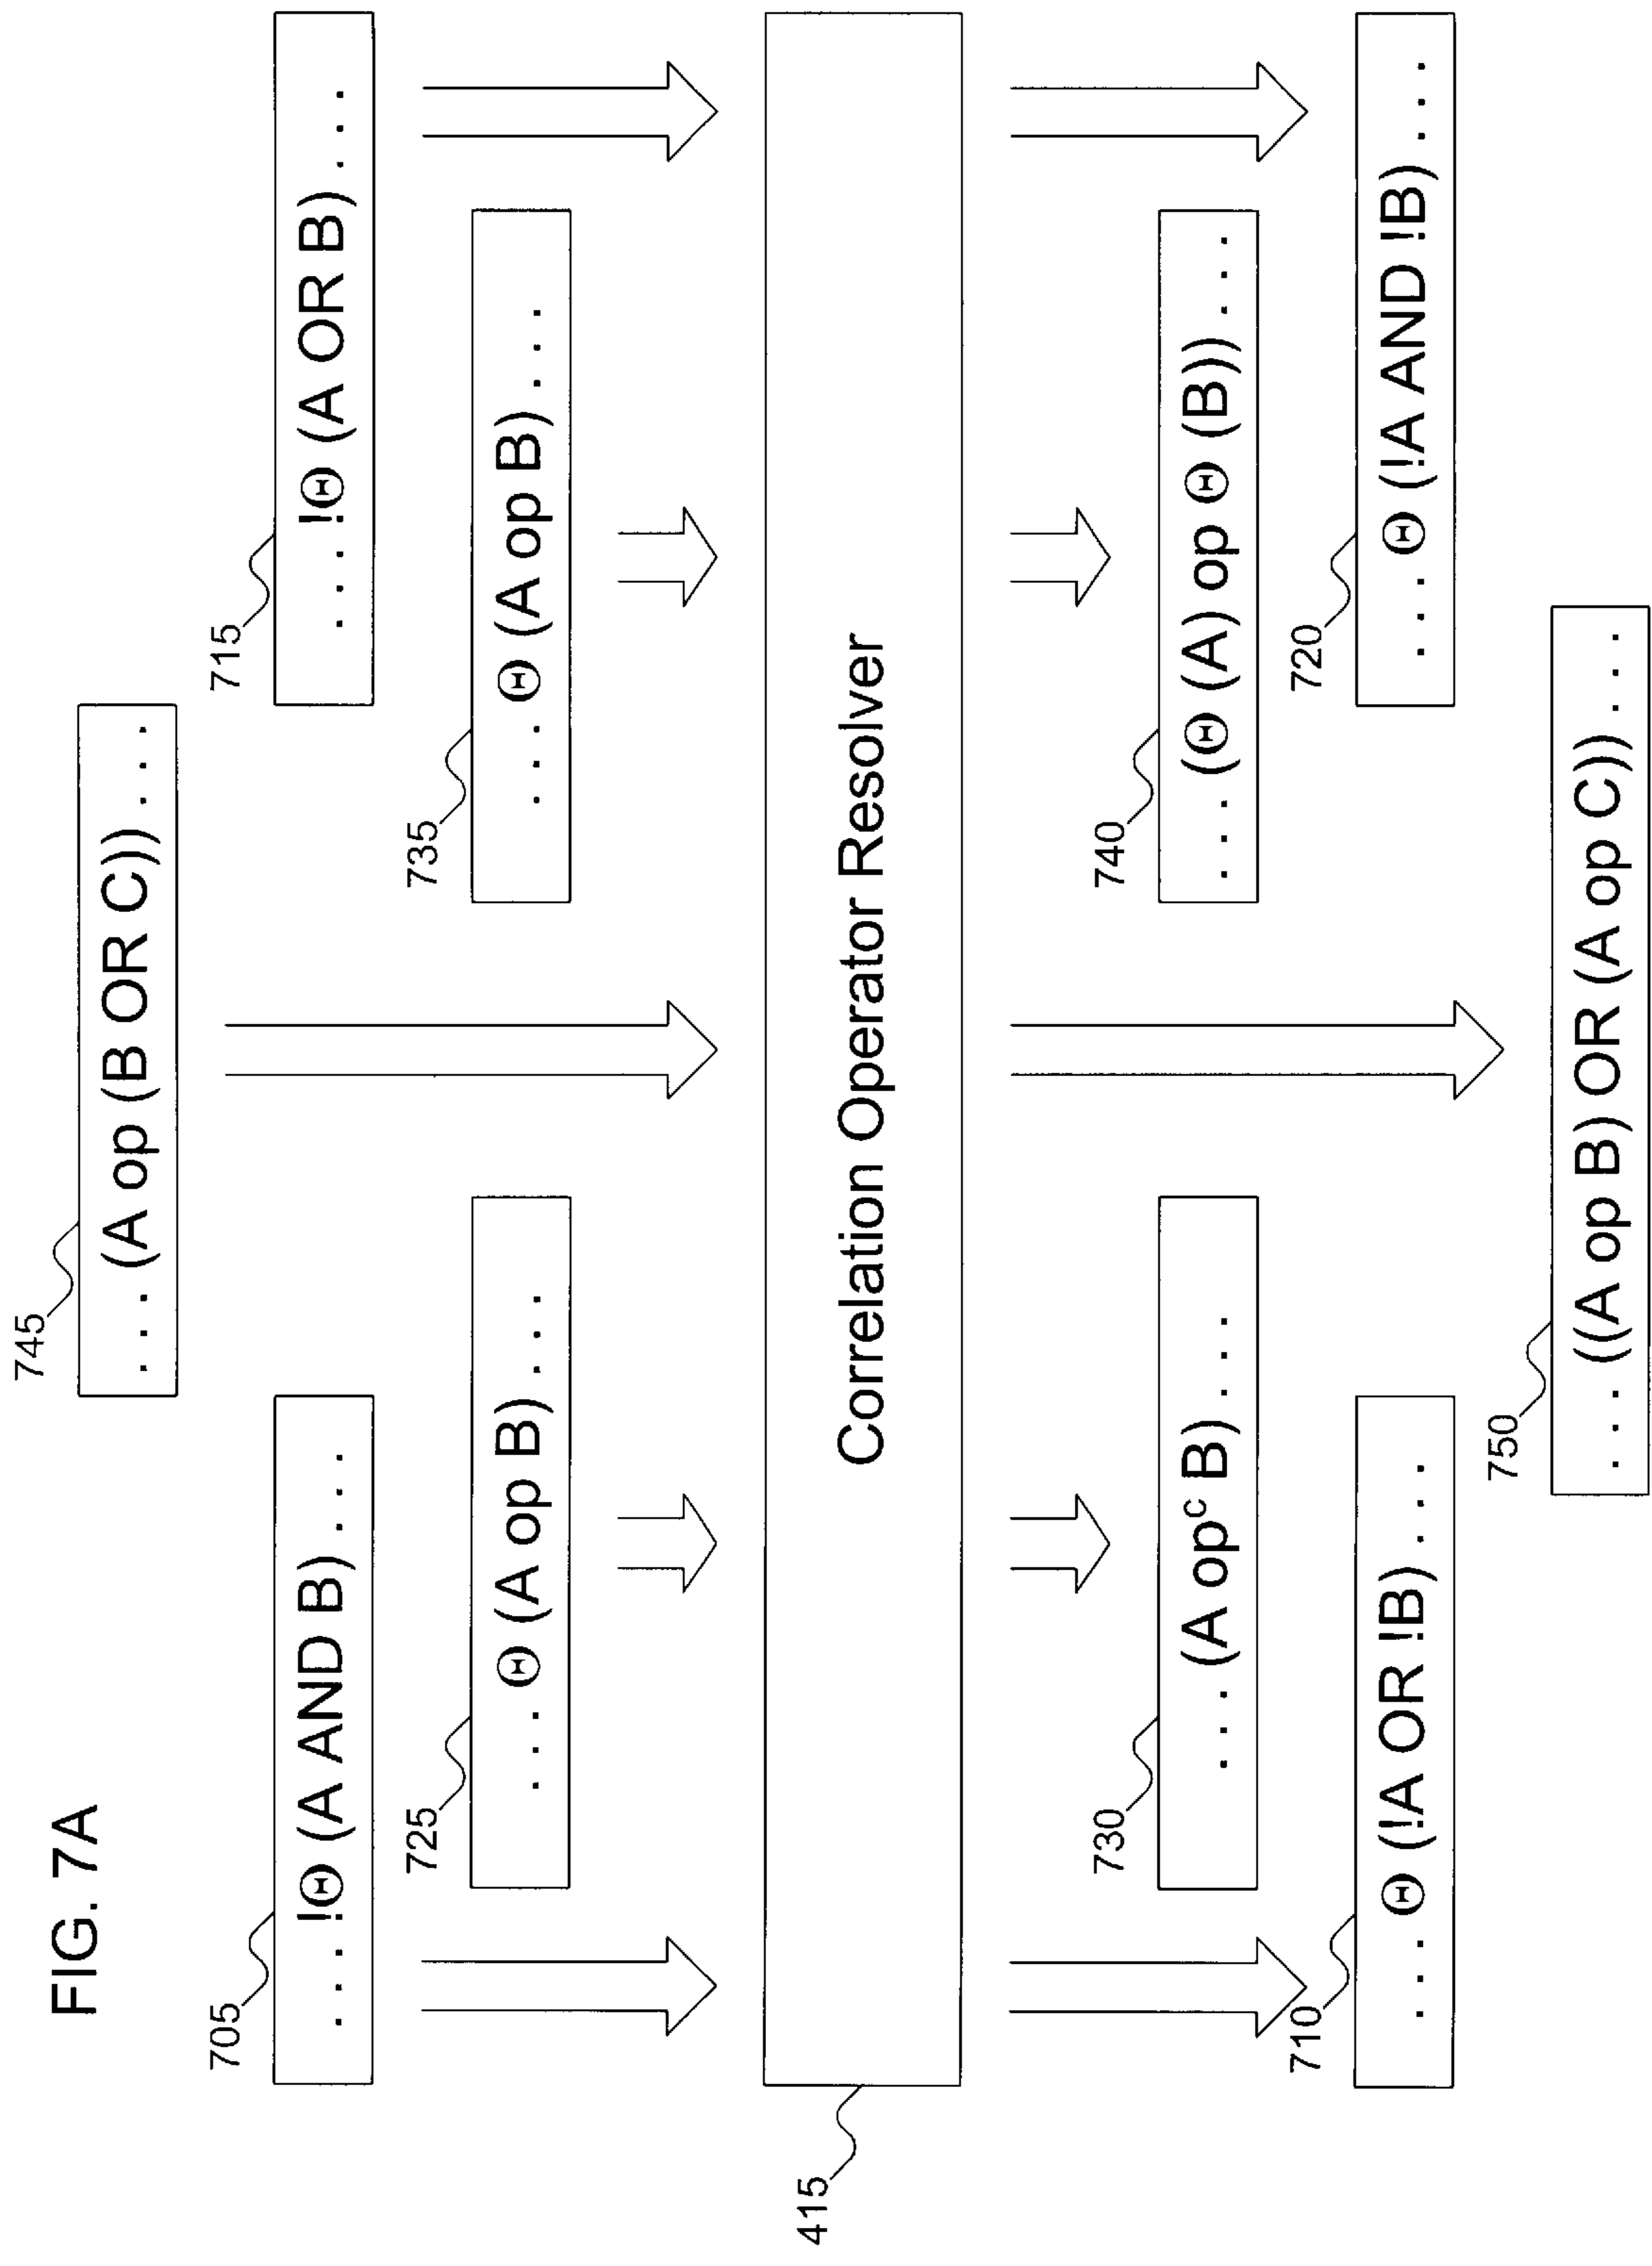 FIG. 7A
745
. . . (A op (B OR C)) . . .
705
. . . !Θ (A AND B) . . .
715
. . . !Θ (A OR B) . . .
725
. . . Θ (A op B) . . .
735
. . . Θ (A op B) . . .
415
Correlation Operator Resolver
730
. . . (A opᶜ B) . . .
740
. . . (Θ (A) op Θ (B)) . . .
710
. . . Θ (!A OR !B) . . .
720
. . . Θ (!A AND !B) . . .
750
. . . ((A op B) OR (A op C)) . . .